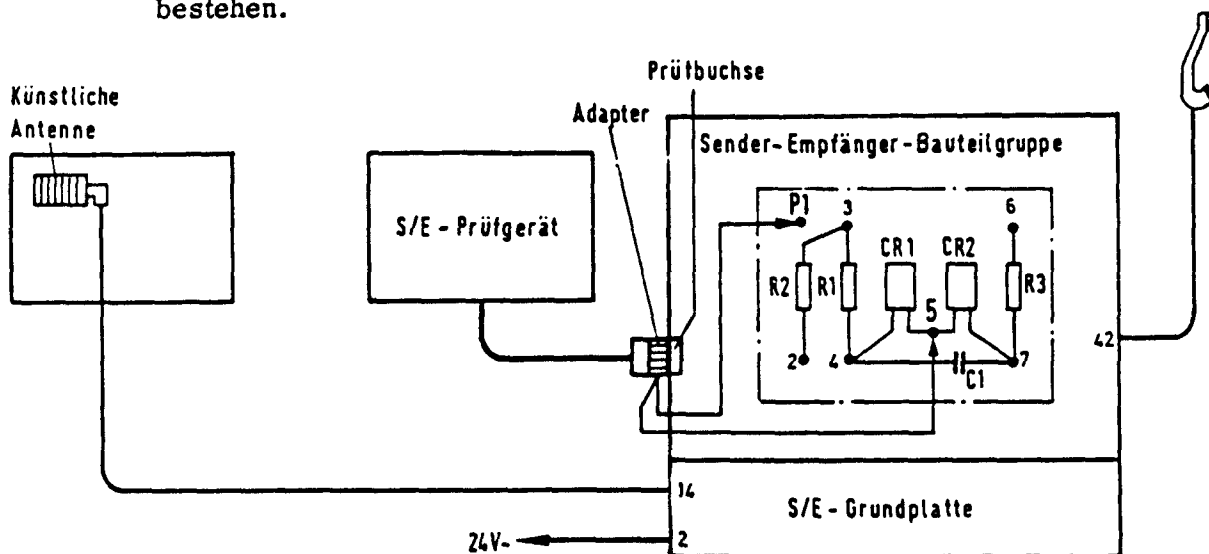 bestehen.
Künstliche
Antenne
Prüfbuchse
Adapter
Sender-Empfänger-Bauteilgruppe
S/E - Prüfgerät
P1
3
6
CR1
CR2
R2
R1
R3
5
2
4
C1
7
42
14
S/E - Grundplatte
24V-
2